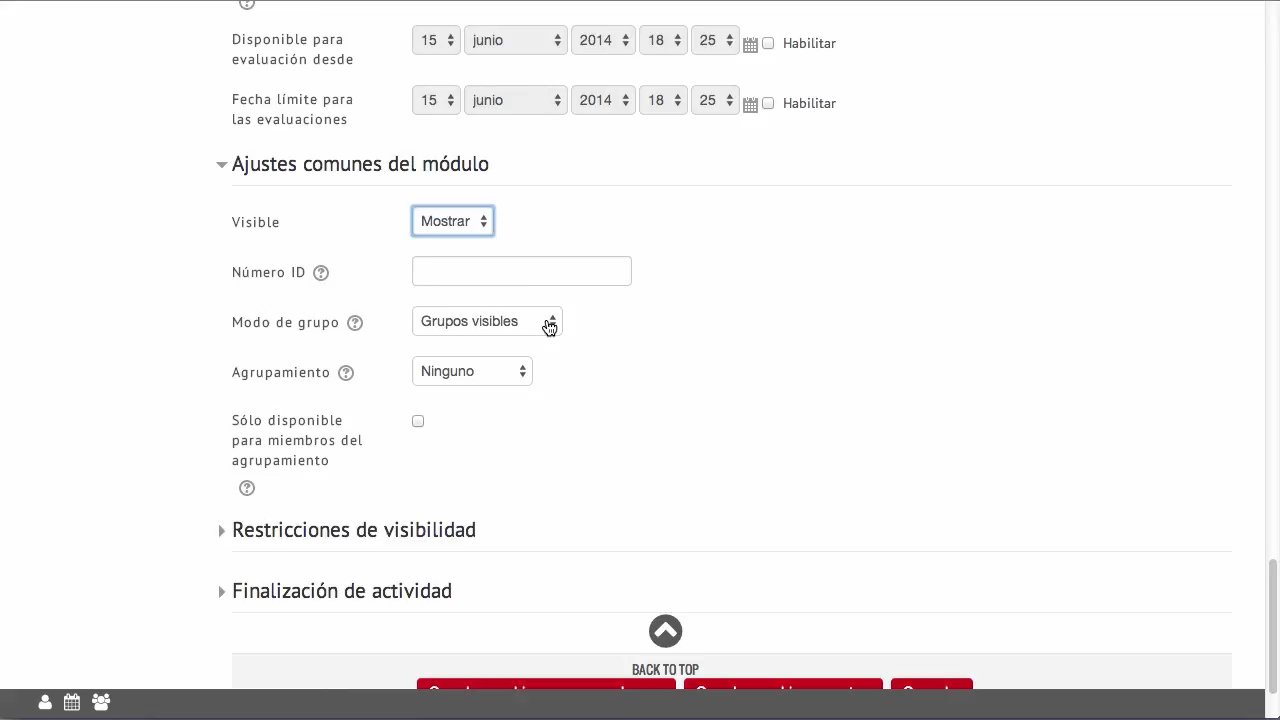 Disponible para
evaluación desde
15 junio 2014 18 25 Habilitar
Fecha límite para
las evaluaciones
15 junio 2014 18 25 Habilitar
Ajustes comunes del módulo
Visible Mostrar
Número ID
Modo de grupo Grupos visibles
Agrupamiento Ninguno
Sólo disponible
para miembros del
agrupamiento
Restricciones de visibilidad
Finalización de actividad
BACK TO TOP